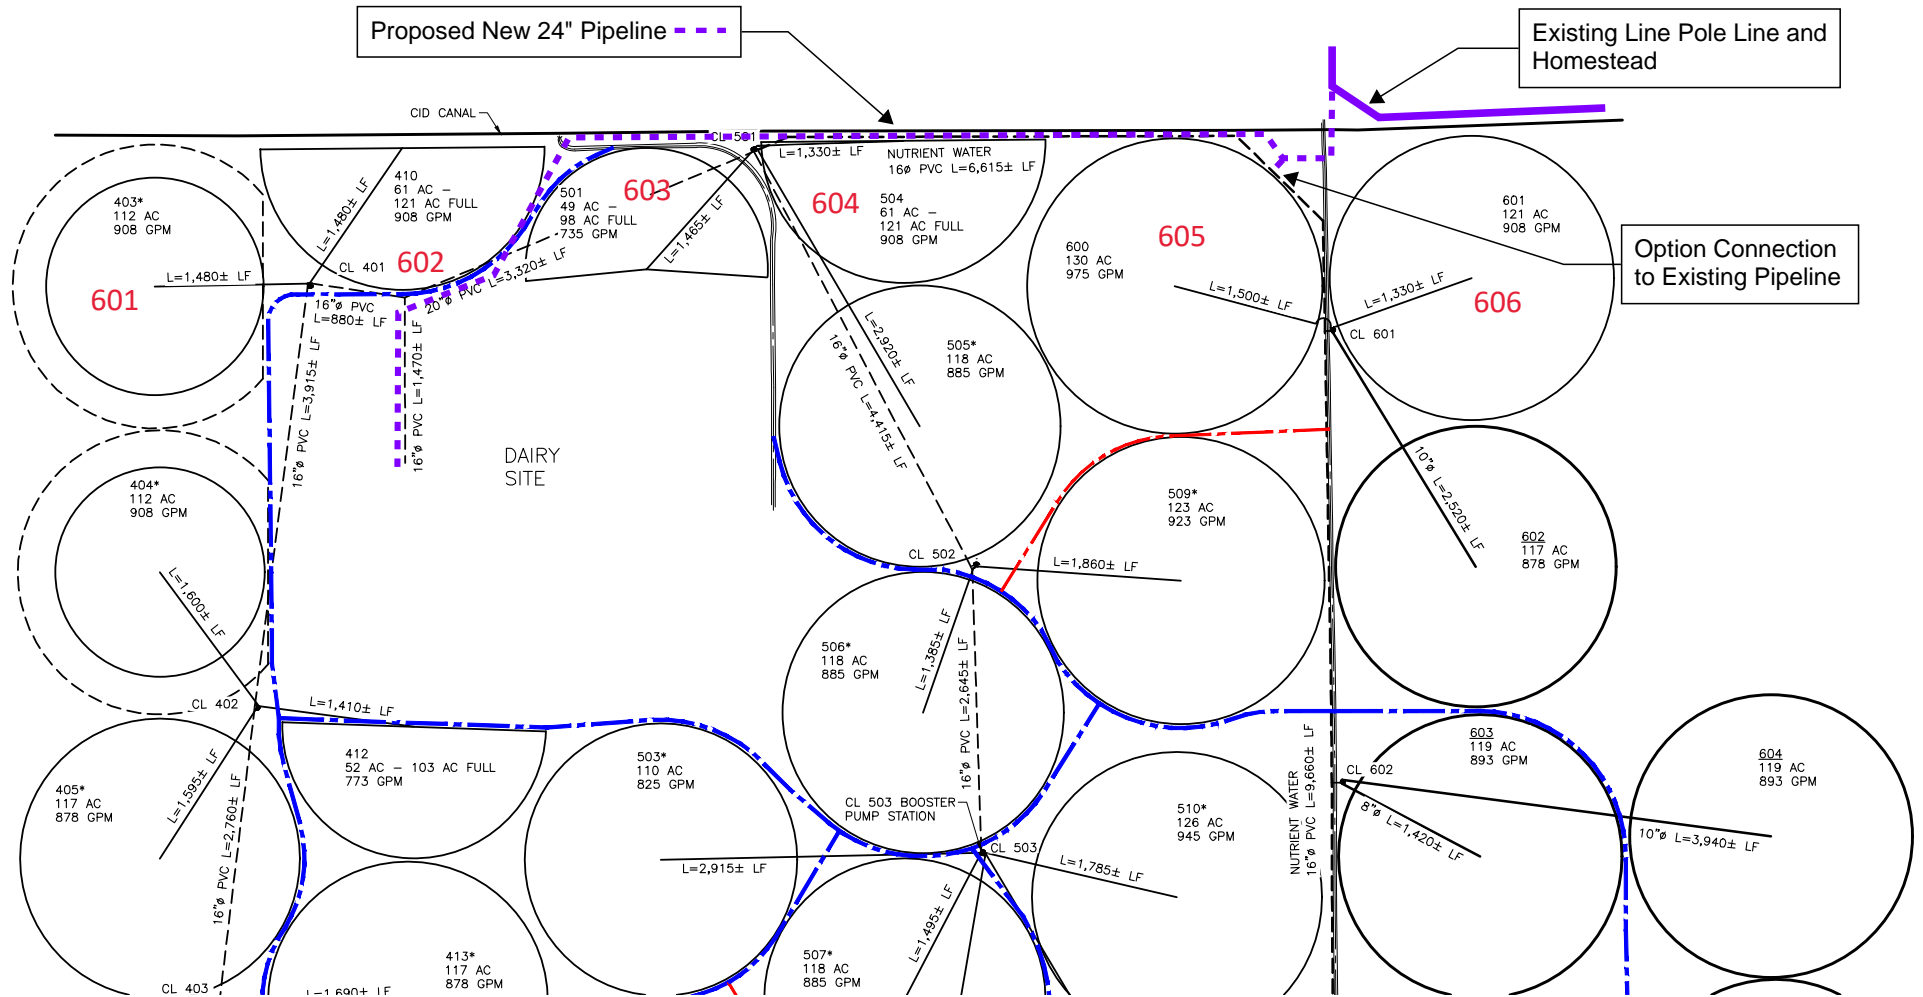 Proposed New 24" Pipeline
Existing Line Pole Line and
Homestead
CID CANAL
CL 501
L=1,330± LF
NUTRIENT WATER
16ø PVC L=6,615± LF
403*
112 AC
908 GPM
L=1,480± LF
601
410
61 AC –
121 AC FULL
908 GPM
L=1,480± LF
CL 401
602
501
49 AC –
98 AC FULL
735 GPM
603
L=1,465± LF
604
504
61 AC –
121 AC FULL
908 GPM
605
600
130 AC
975 GPM
L=1,500± LF
601
121 AC
908 GPM
L=1,330± LF
606
CL 601
Option Connection
to Existing Pipeline
16"ø PVC
L=880± LF
20"ø PVC L=3,320± LF
16"ø PVC L=1,470± LF
16"ø PVC L=3,915± LF
L=2,920± LF
16"ø PVC L=4,415± LF
505*
118 AC
885 GPM
DAIRY
SITE
404*
112 AC
908 GPM
L=1,600± LF
509*
123 AC
923 GPM
10"ø L=2,520± LF
602
117 AC
878 GPM
CL 502
L=1,860± LF
L=1,385± LF
506*
118 AC
885 GPM
16"ø PVC L=2,645± LF
CL 402
L=1,410± LF
L=1,595± LF
412
52 AC – 103 AC FULL
773 GPM
503*
110 AC
825 GPM
405*
117 AC
878 GPM
16"ø PVC L=2,760± LF
CL 503 BOOSTER
PUMP STATION
CL 503
L=2,915± LF
L=1,785± LF
510*
126 AC
945 GPM
NUTRIENT WATER
16"ø PVC L=9,660± LF
603
119 AC
893 GPM
CL 602
8"ø L=1,420± LF
10"ø L=3,940± LF
604
119 AC
893 GPM
L=1,495± LF
413*
117 AC
878 GPM
507*
118 AC
885 GPM
CL 403
L=1,690± LF